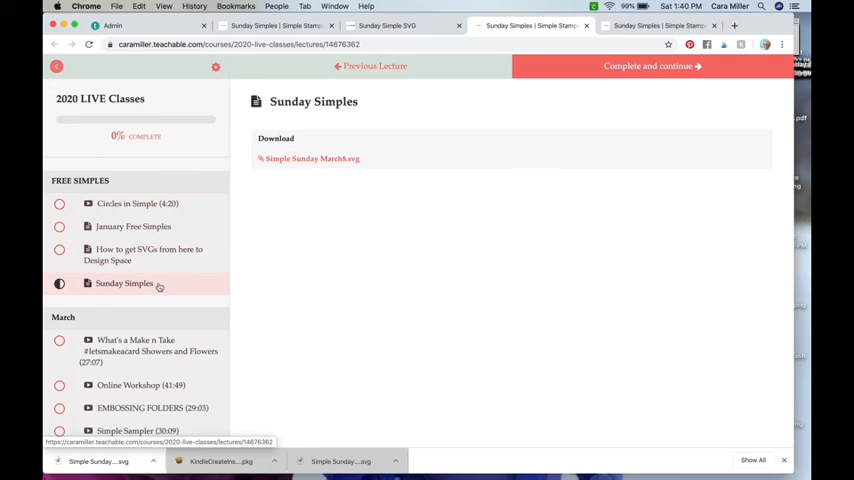 Chrome File Edit View History Bookmarks People Tab Window Help 99% Sat 1:40 PM Cara Miller
Admin Sunday Simples | Simple Stamp Sunday Simple SVG Sunday Simples | Simple Stamp Sunday Simples | Simple Stamp
caramiller.teachable.com/courses/2020-live-classes/lectures/14676362
Previous Lecture Complete and continue
2020 LIVE Classes
0% COMPLETE
FREE SIMPLES
Circles in Simple (4:20)
January Free Simples
How to get SVGs from here to
Design Space
Sunday Simples
March
What's a Make n Take
#letsmakeacard Showers and Flowers
(27:07)
Online Workshop (41:49)
EMBOSSING FOLDERS (29:03)
Simple Sampler (30:09)
Sunday Simples
Download
Simple Sunday March8.svg
.pdf
https://caramiller.teachable.com/courses/2020-live-classes/lectures/14676362
Simple Sunday....svg KindleCreateIns....pkg Simple Sunday....svg Show All